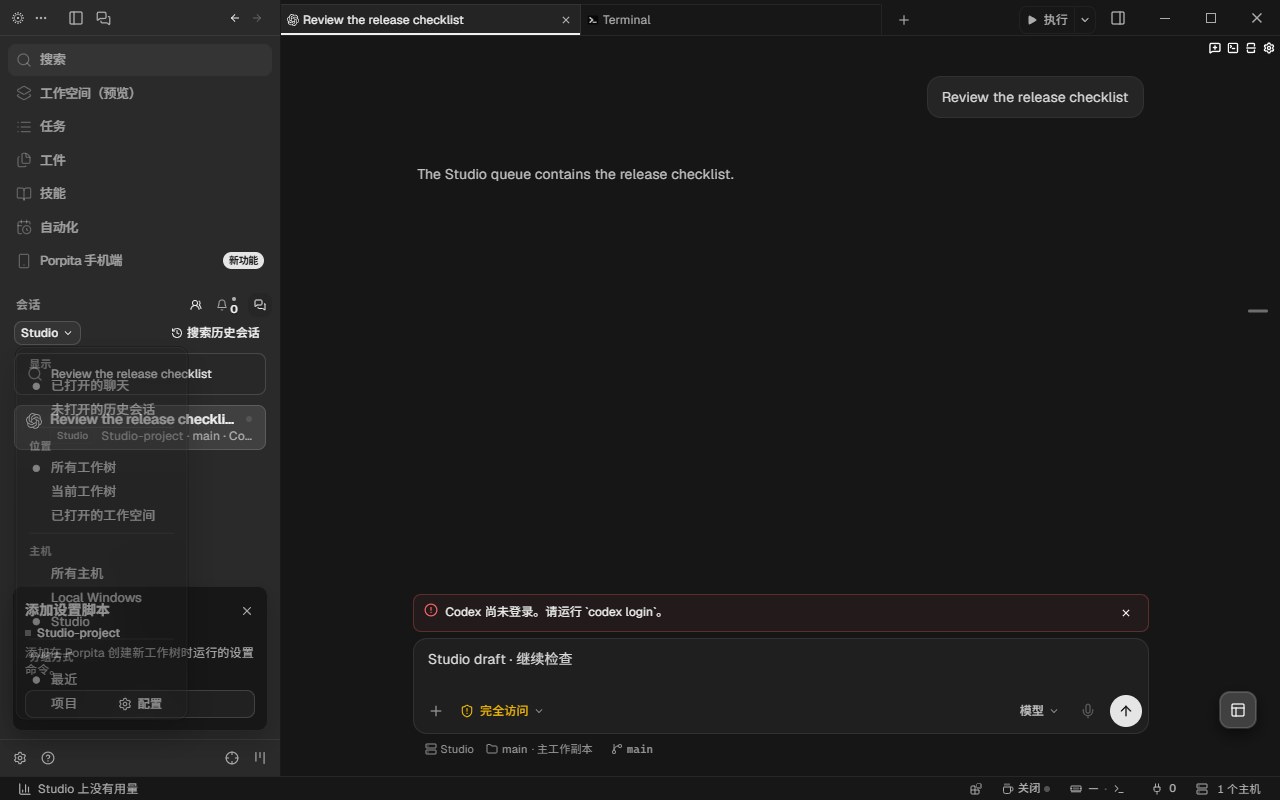 Review the release checklist
Terminal
执行
搜索
工作空间（预览）
任务
工件
技能
自动化
Porpita 手机端
新功能
会话
0
Studio
搜索历史会话
显示
Review the release checklist
已打开的聊天
未打开的历史会话
Review the release checkli...
Studio Studio-project · main · Co...
位置
所有工作树
当前工作树
已打开的工作空间
主机
所有主机
Local Windows
添加设置脚本
Studio
Studio-project
添加在 Porpita 创建新工作树时运行的设置
命令。
分组方式
最近
项目
配置
Review the release checklist
The Studio queue contains the release checklist.
Codex 尚未登录。请运行 `codex login`。
Studio draft · 继续检查
完全访问
模型
Studio
main · 主工作副本
main
Studio 上没有用量
关闭
0
1 个主机